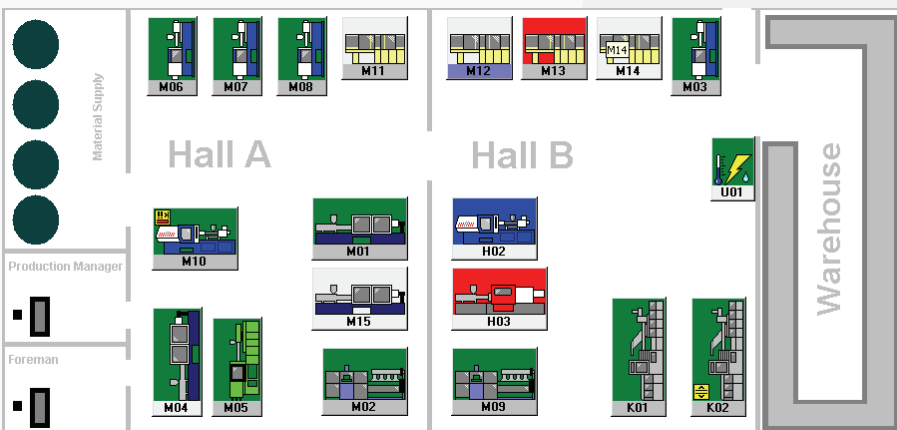 M06
M07
M08
M11
M12
M13
M14
M14
M03
Material Supply
Hall A
Hall B
U01
Warehouse
M10
M01
H02
Production Manager
M15
H03
Foreman
M04
M05
M02
M09
K01
K02